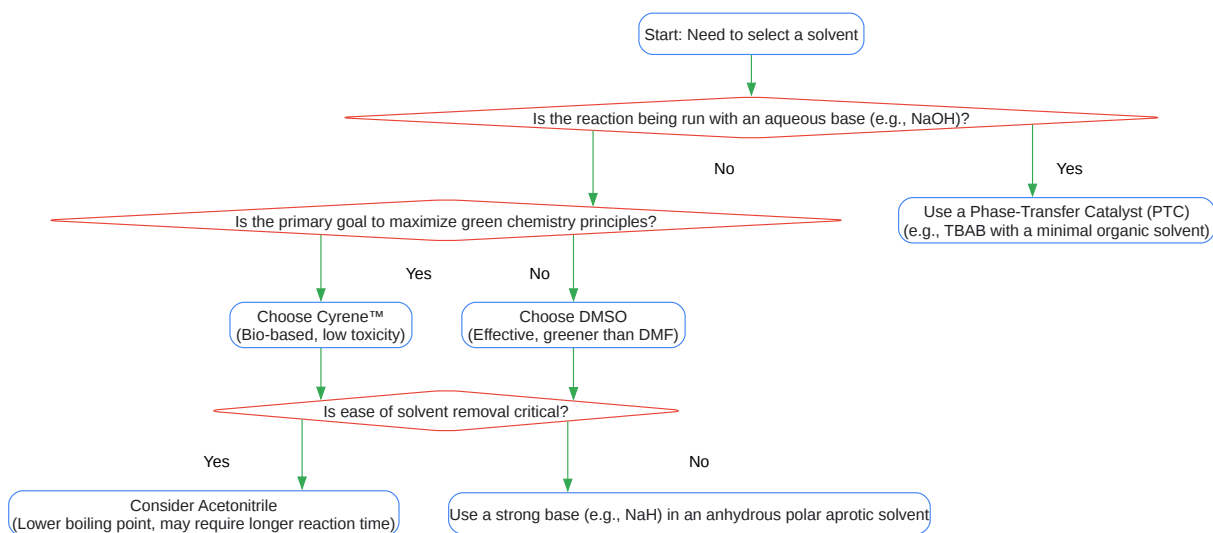 Start: Need to select a solvent
Is the reaction being run with an aqueous base (e.g., NaOH)?
No
Yes
Is the primary goal to maximize green chemistry principles?
Use a Phase-Transfer Catalyst (PTC)
(e.g., TBAB with a minimal organic solvent)
Yes
No
Choose Cyrene™
(Bio-based, low toxicity)
Choose DMSO
(Effective, greener than DMF)
Is ease of solvent removal critical?
Yes
No
Consider Acetonitrile
(Lower boiling point, may require longer reaction time)
Use a strong base (e.g., NaH) in an anhydrous polar aprotic solvent